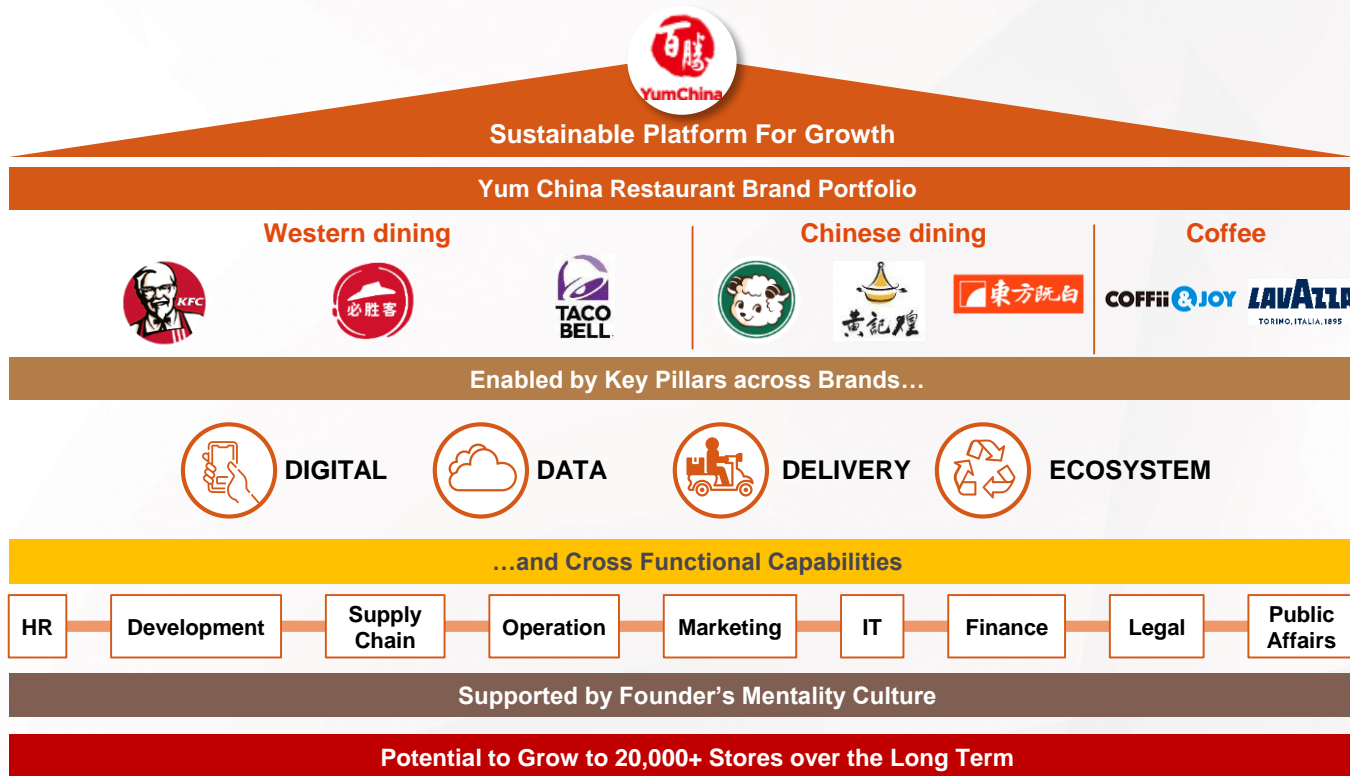 百勝
YumChina
Sustainable Platform For Growth
Yum China Restaurant Brand Portfolio
Western dining
Chinese dining
Coffee
KFC
必胜客
TACO
BELL
黄記煌
東方既白
COFFii & JOY
LAVAZZA
TORINO, ITALIA, 1895
Enabled by Key Pillars across Brands…
DIGITAL
DATA
DELIVERY
ECOSYSTEM
…and Cross Functional Capabilities
HR
Development
Supply
Chain
Operation
Marketing
IT
Finance
Legal
Public
Affairs
Supported by Founder’s Mentality Culture
Potential to Grow to 20,000+ Stores over the Long Term